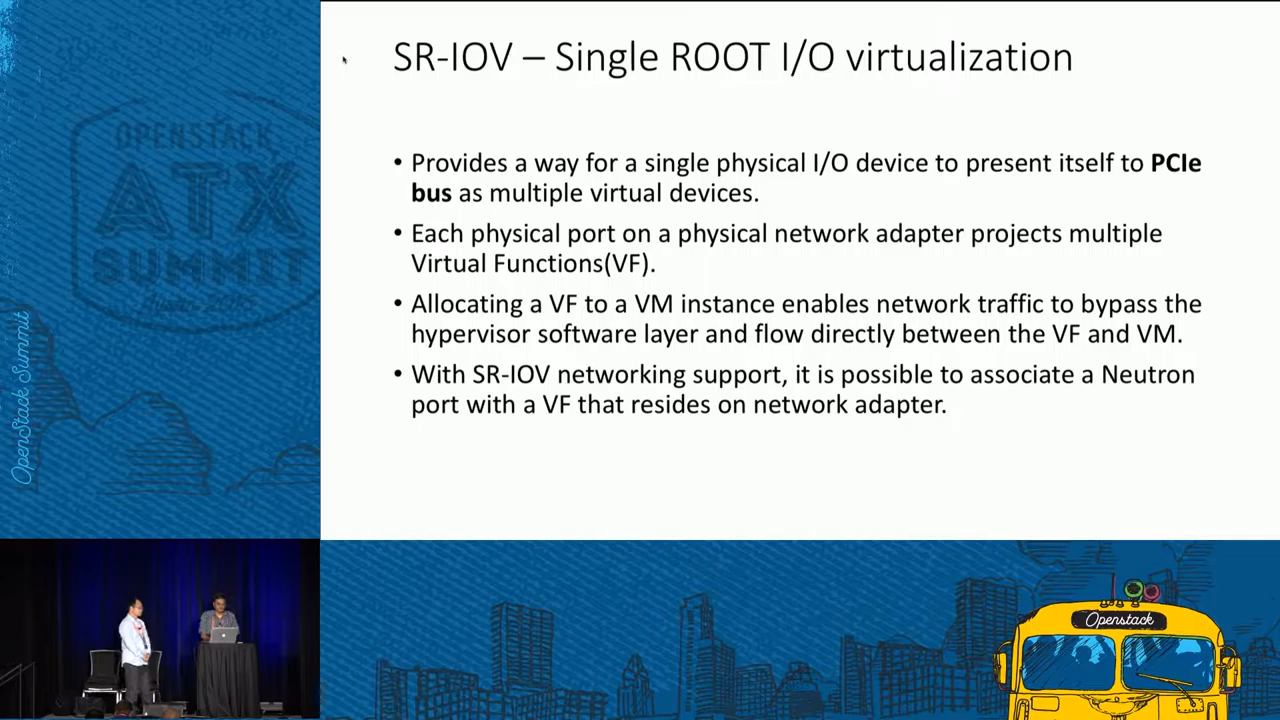 SR-IOV – Single ROOT I/O virtualization
• Provides a way for a single physical I/O device to present itself to PCIe
bus as multiple virtual devices.
• Each physical port on a physical network adapter projects multiple
Virtual Functions(VF).
• Allocating a VF to a VM instance enables network traffic to bypass the
hypervisor software layer and flow directly between the VF and VM.
• With SR-IOV networking support, it is possible to associate a Neutron
port with a VF that resides on network adapter.
OPENSTACK
ATX
SUMMIT
OpenStack Summit
Openstack